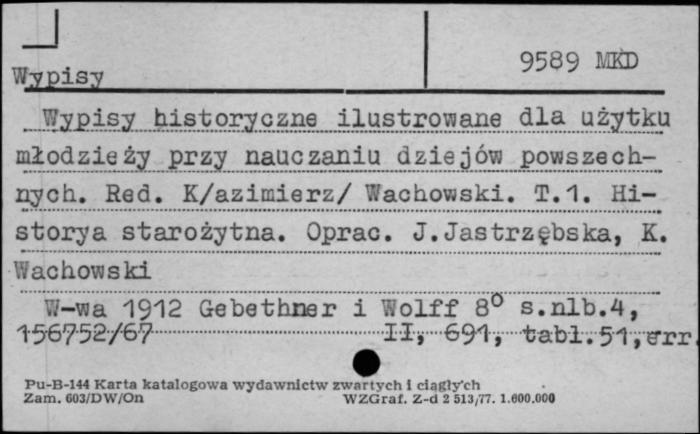 9589 MKD
Wypisy
Wypisy historyczne ilustrowane dla użytku
młodzieży przy nauczaniu dziejów powszech-
nych. Red. K/azimierz/ Wachowski. T.1. Hi-
storya starożytna. Oprac. J.Jastrzębska, K.
Wachowski
W-wa 1912 Gebethner i Wolff 8° s.nlb.4,
156752/67 II, 691, tabl.51,err.
Pu-B-144 Karta katalogowa wydawnictw zwartych i ciągłych
Zam. 603/DW/On WZGraf. Z-d 2 513/77. 1.600.000